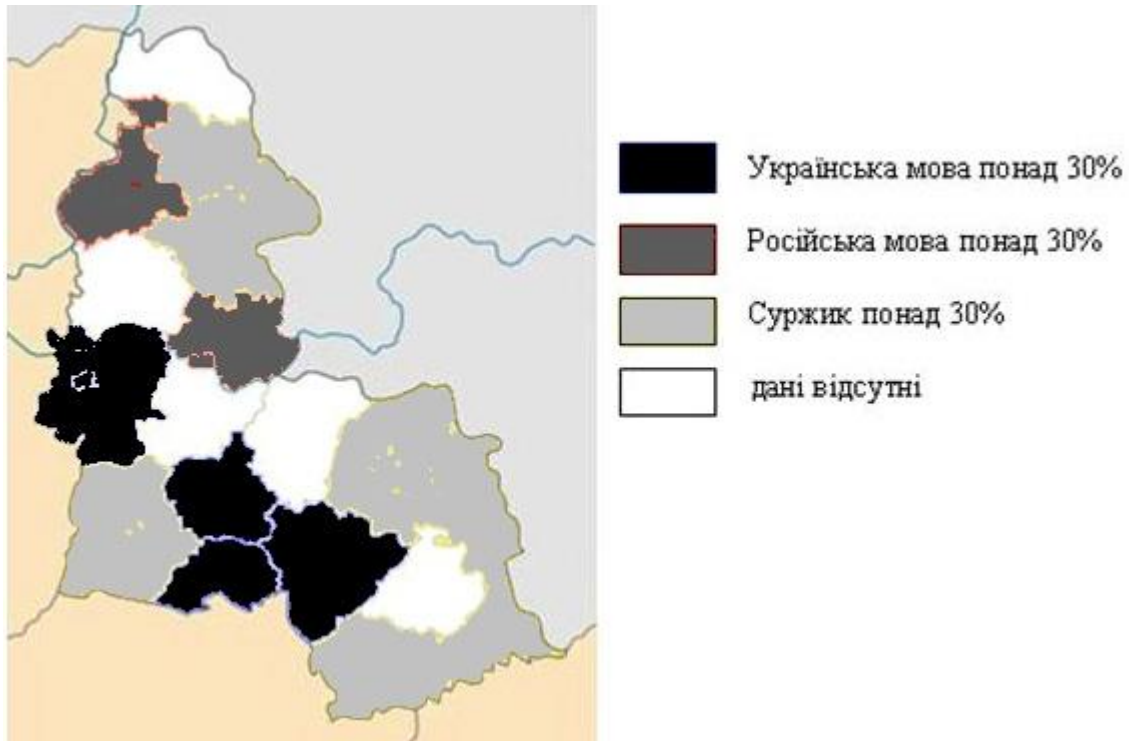 Українська мова понад 30%
Російська мова понад 30%
Суржик понад 30%
дані відсутні